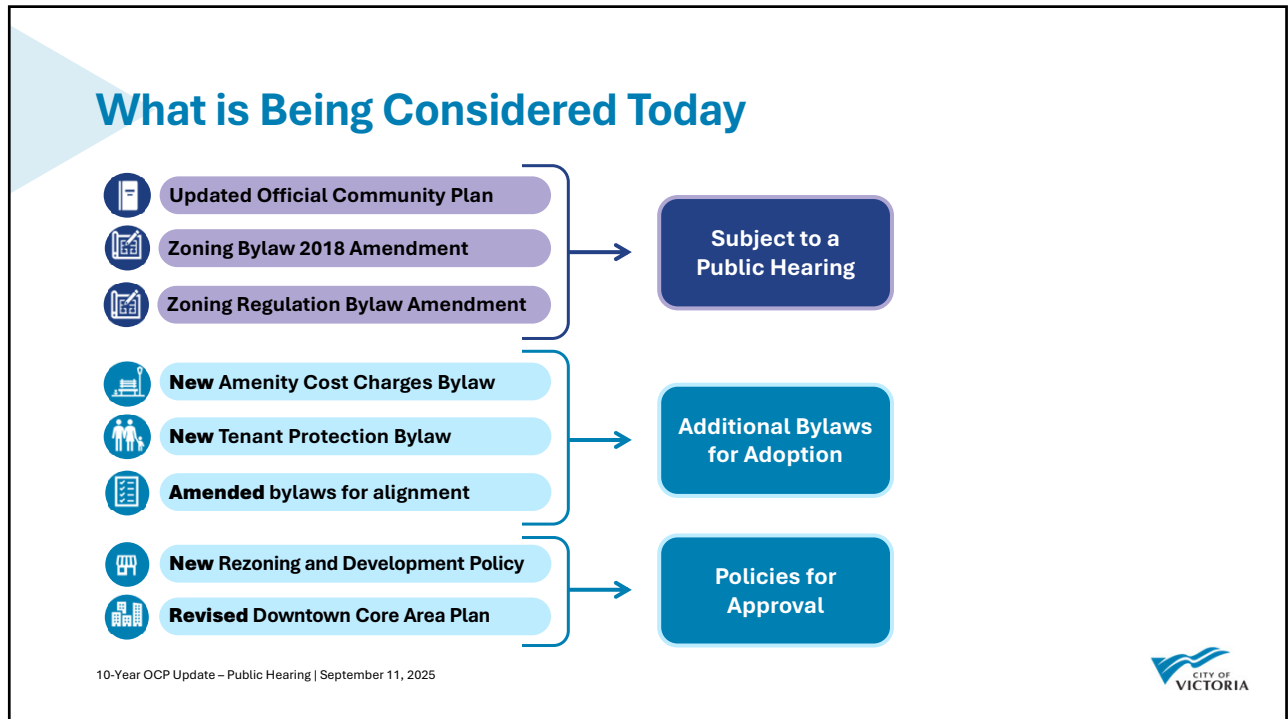 What is Being Considered Today
Updated Official Community Plan
Zoning Bylaw 2018 Amendment
Zoning Regulation Bylaw Amendment
Subject to a
Public Hearing
New Amenity Cost Charges Bylaw
New Tenant Protection Bylaw
Amended bylaws for alignment
Additional Bylaws
for Adoption
New Rezoning and Development Policy
Revised Downtown Core Area Plan
Policies for
Approval
10-Year OCP Update – Public Hearing | September 11, 2025
CITY OF
VICTORIA